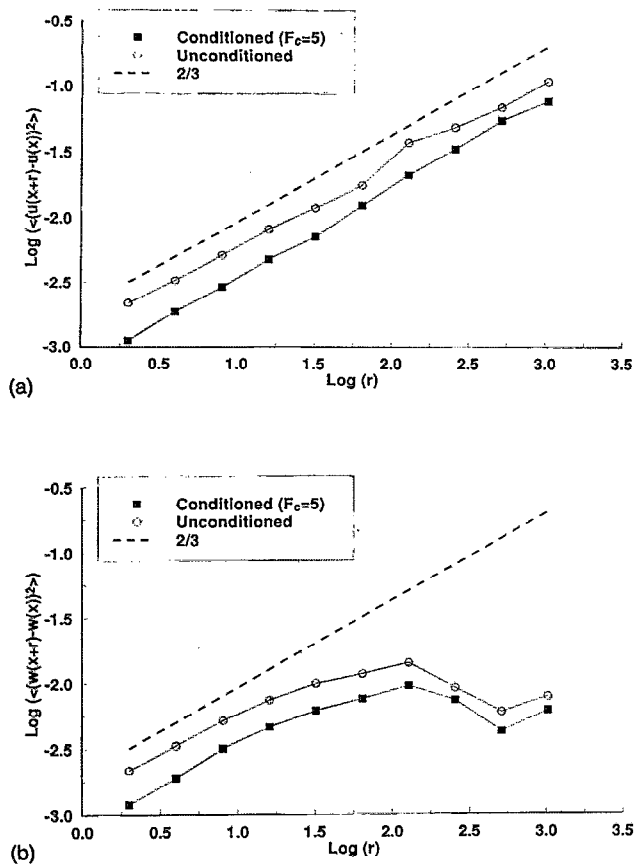 -0.5
-1.0
-1.5
-2.0
-2.5
-3.0
Log (<(u(x+r)-u(x))²>)
Conditioned (Fc=5)
Unconditioned
2/3
0.0 0.5 1.0 1.5 2.0 2.5 3.0 3.5
Log (r)
(a)
-0.5
-1.0
-1.5
-2.0
-2.5
-3.0
Log (<(w(x+r)-w(x))²>)
Conditioned (Fc=5)
Unconditioned
2/3
0.0 0.5 1.0 1.5 2.0 2.5 3.0 3.5
Log (r)
(b)